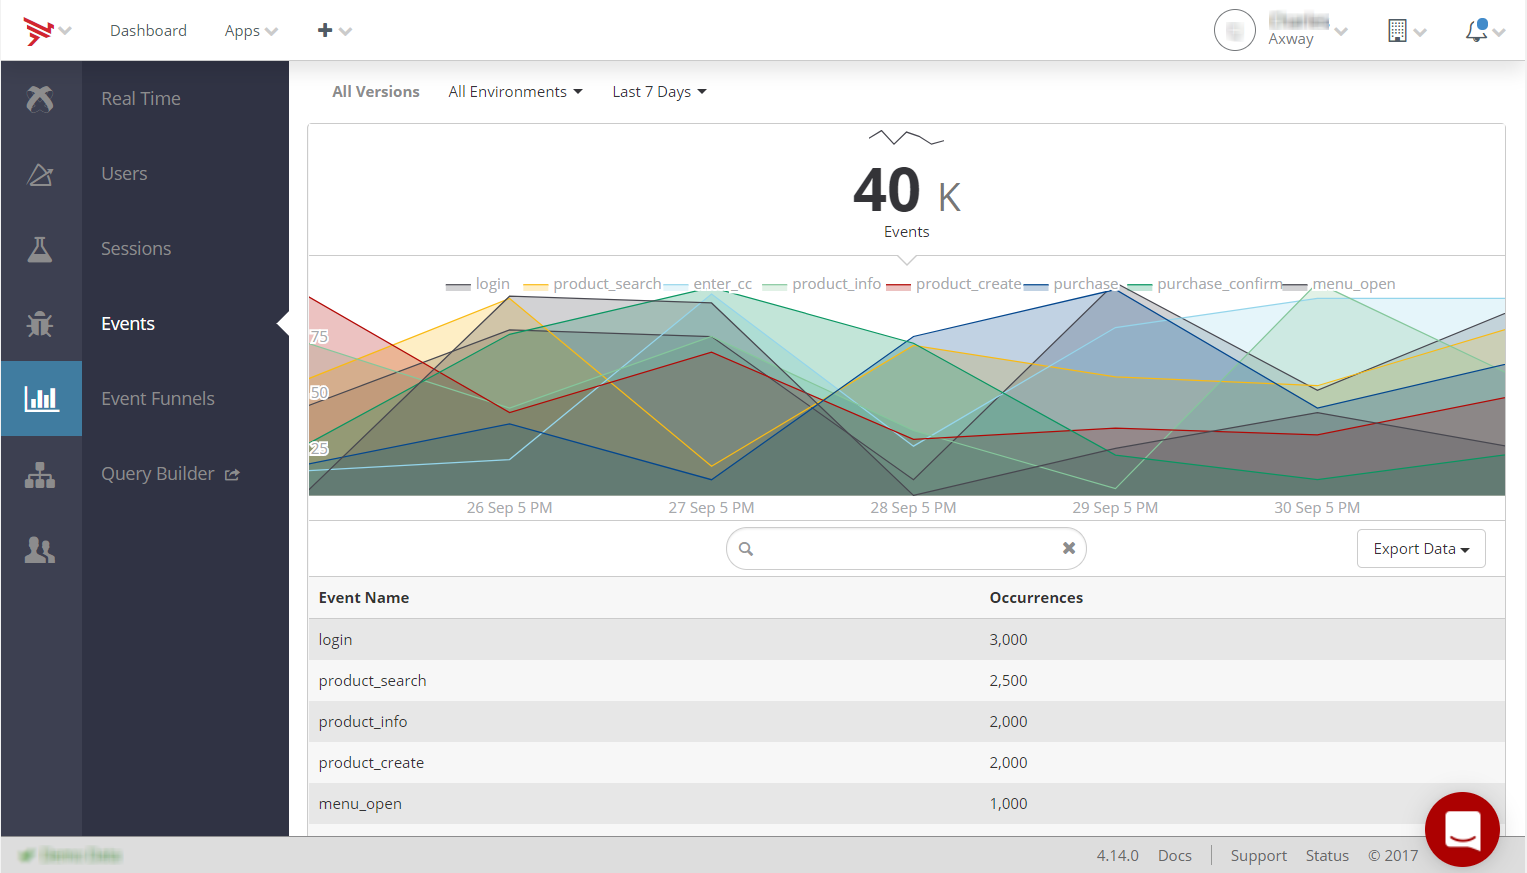 Dashboard Apps
Axway
Real Time
Users
Sessions
Events
Event Funnels
Query Builder
All Versions All Environments Last 7 Days
40 K
Events
login product_search enter_cc product_info product_create purchase purchase_confirm menu_open
75
50
25
26 Sep 5 PM 27 Sep 5 PM 28 Sep 5 PM 29 Sep 5 PM 30 Sep 5 PM
Export Data
Event Name Occurrences
login 3,000
product_search 2,500
product_info 2,000
product_create 2,000
menu_open 1,000
4.14.0 Docs Support Status © 2017